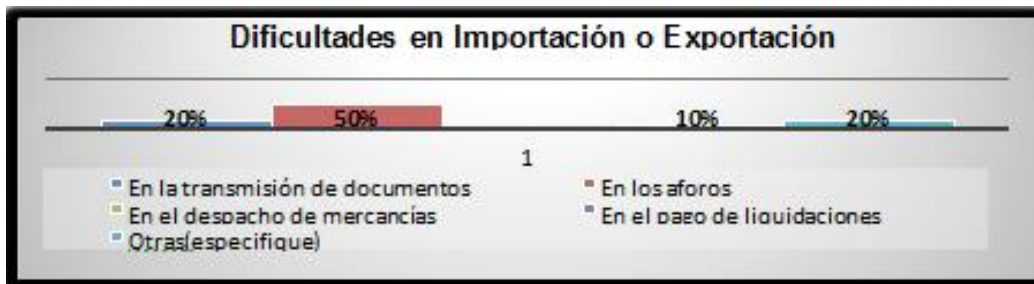 Dificultades en Importación o Exportación
20% 50% 10% 20%
1
En la transmisión de documentos En los aforos
En el despacho de mercancías En el pago de liquidaciones
Otras(especifique)